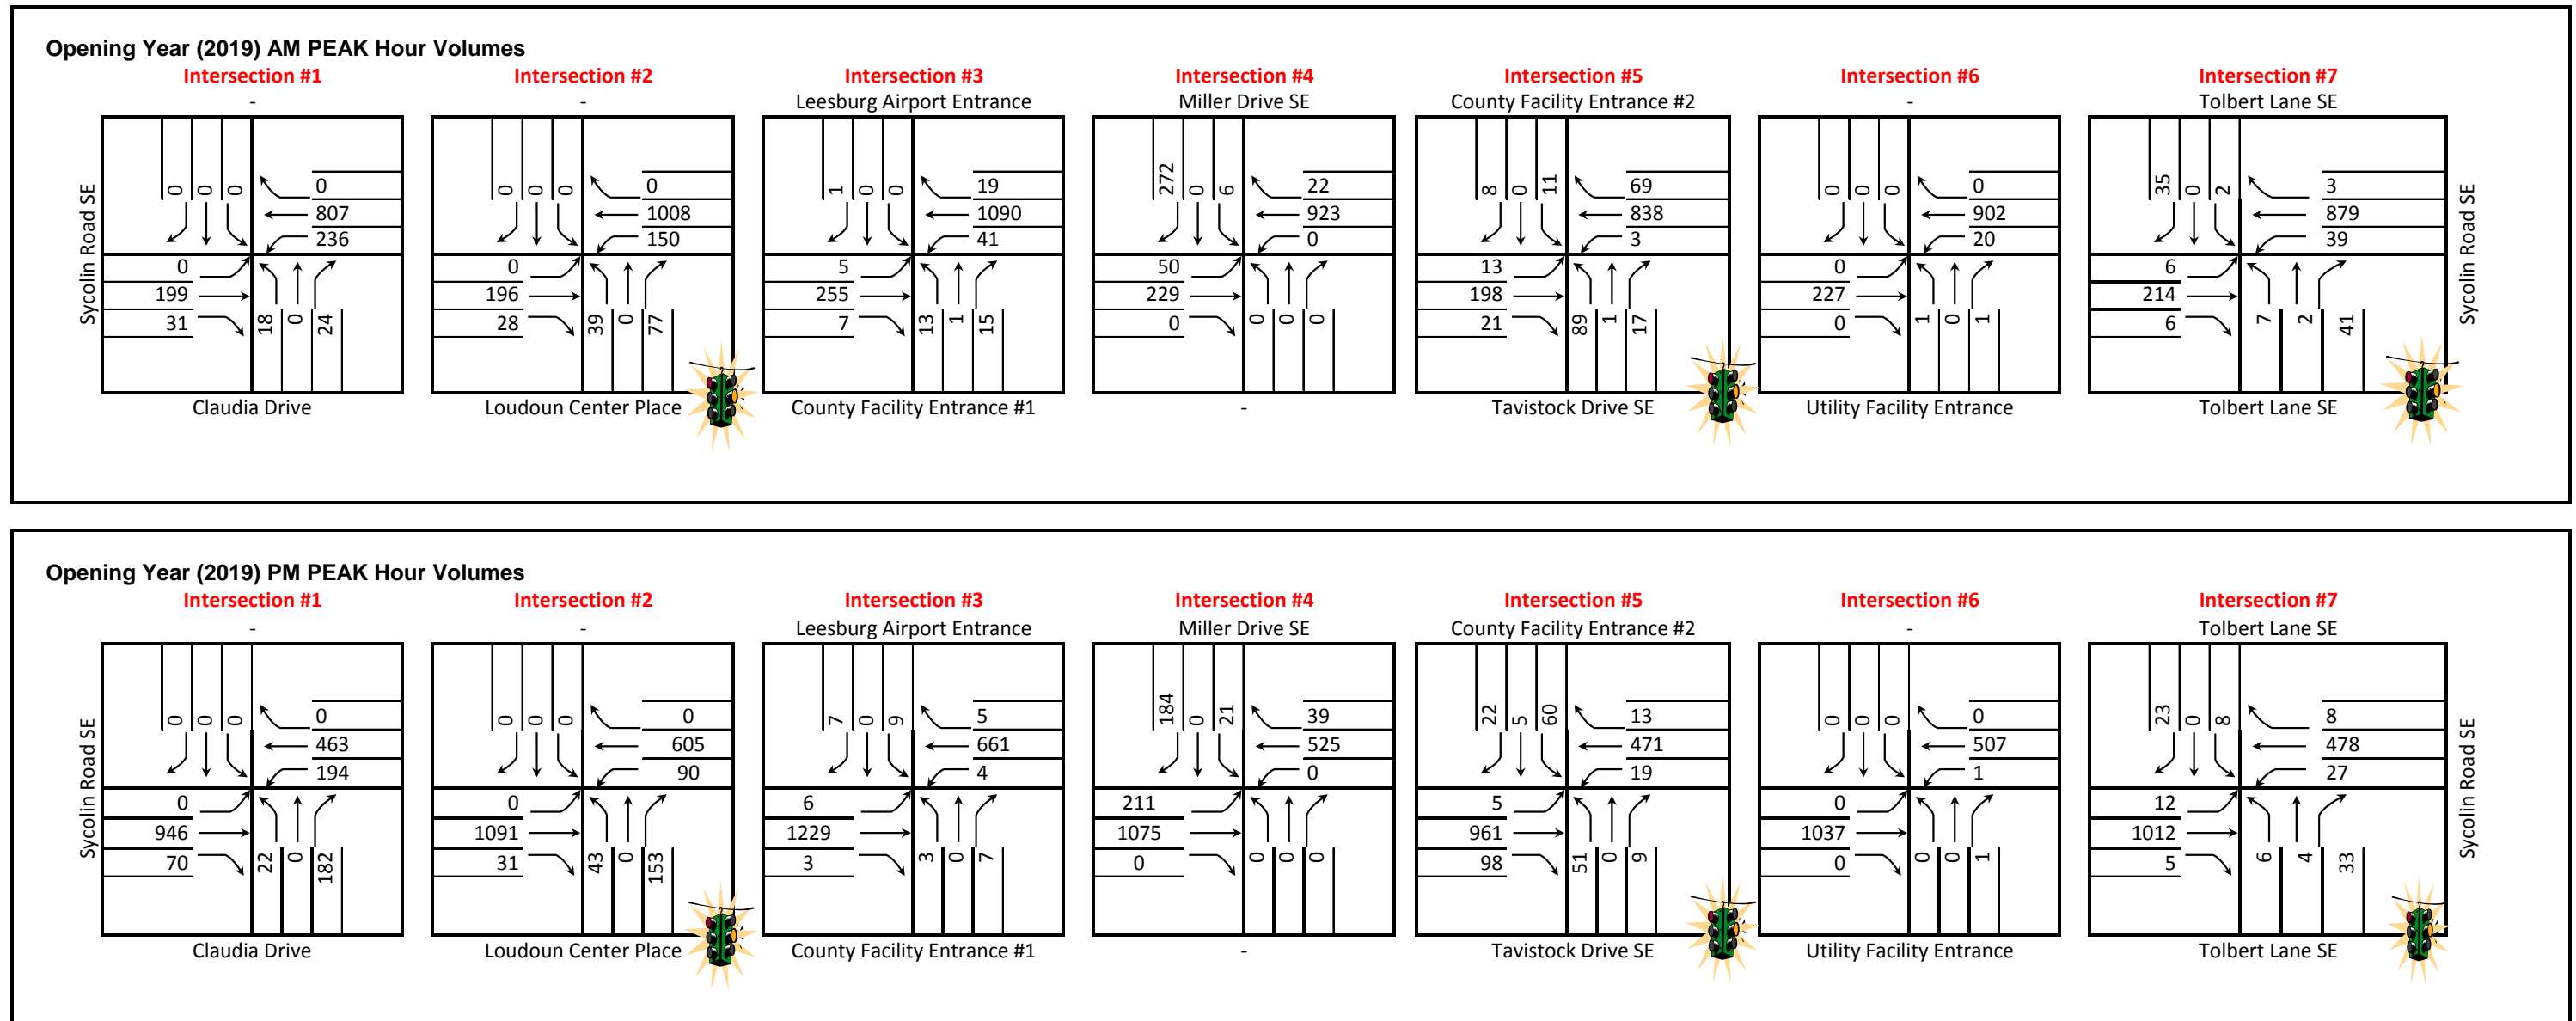 Opening Year (2019) AM PEAK Hour Volumes
Intersection #1 Intersection #2 Intersection #3 Intersection #4 Intersection #5 Intersection #6 Intersection #7
- - Leesburg Airport Entrance Miller Drive SE County Facility Entrance #2 - Tolbert Lane SE
Sycolin Road SE
0 0 0 0 0 0 1 0 0 272 0 6 8 0 11 0 0 0 35 0 2
0 0 19 22 69 0 3
807 1008 1090 923 838 902 879
236 150 41 0 3 20 39
0 0 5 50 13 0 6
199 196 255 229 198 227 214
31 28 7 0 21 0 6
18 0 24 39 0 77 13 1 15 0 0 0 89 1 17 1 0 1 7 2 41
Sycolin Road SE
Claudia Drive Loudoun Center Place County Facility Entrance #1 - Tavistock Drive SE Utility Facility Entrance Tolbert Lane SE
Opening Year (2019) PM PEAK Hour Volumes
Intersection #1 Intersection #2 Intersection #3 Intersection #4 Intersection #5 Intersection #6 Intersection #7
- - Leesburg Airport Entrance Miller Drive SE County Facility Entrance #2 - Tolbert Lane SE
Sycolin Road SE
0 0 0 0 0 0 7 0 9 184 0 21 22 5 60 0 0 0 23 0 8
0 0 5 39 13 0 8
463 605 661 525 471 507 478
194 90 4 0 19 1 27
0 0 6 211 5 0 12
946 1091 1229 1075 961 1037 1012
70 31 3 0 98 0 5
22 0 182 43 0 153 3 0 7 0 0 0 51 0 9 0 0 1 6 4 33
Sycolin Road SE
Claudia Drive Loudoun Center Place County Facility Entrance #1 - Tavistock Drive SE Utility Facility Entrance Tolbert Lane SE